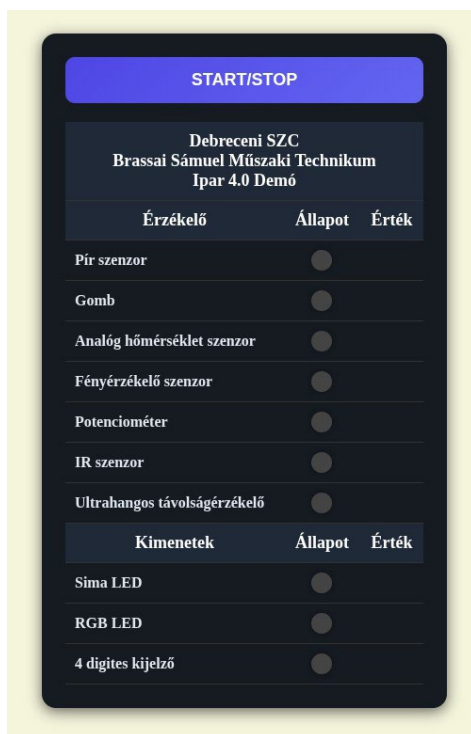 START/STOP
Debreceni SZC
Brassai Sámuel Műszaki Technikum
Ipar 4.0 Demó
Érzékelő Állapot Érték
Pír szenzor
Gomb
Analóg hőmérséklet szenzor
Fényérzékelő szenzor
Potenciométer
IR szenzor
Ultrahangos távolságérzékelő
Kimenetek Állapot Érték
Sima LED
RGB LED
4 digites kijelző